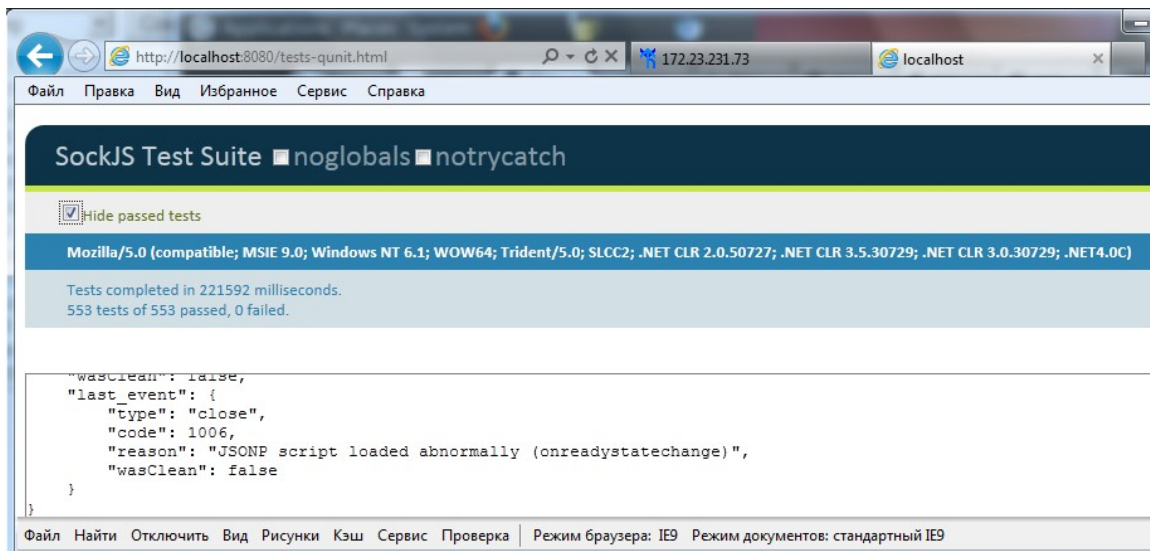 http://localhost:8080/tests-qunit.html
172.23.231.73
localhost
Файл Правка Вид Избранное Сервис Справка
SockJS Test Suite noglobals notrycatch
Hide passed tests
Mozilla/5.0 (compatible; MSIE 9.0; Windows NT 6.1; WOW64; Trident/5.0; SLCC2; .NET CLR 2.0.50727; .NET CLR 3.5.30729; .NET CLR 3.0.30729; .NET4.0C)
Tests completed in 221592 milliseconds.
553 tests of 553 passed, 0 failed.
"wasClean": false,
"last_event": {
"type": "close",
"code": 1006,
"reason": "JSONP script loaded abnormally (onreadystatechange)",
"wasClean": false
}
}
Файл Найти Отключить Вид Рисунки Кэш Сервис Проверка Режим браузера: IE9 Режим документов: стандартный IE9